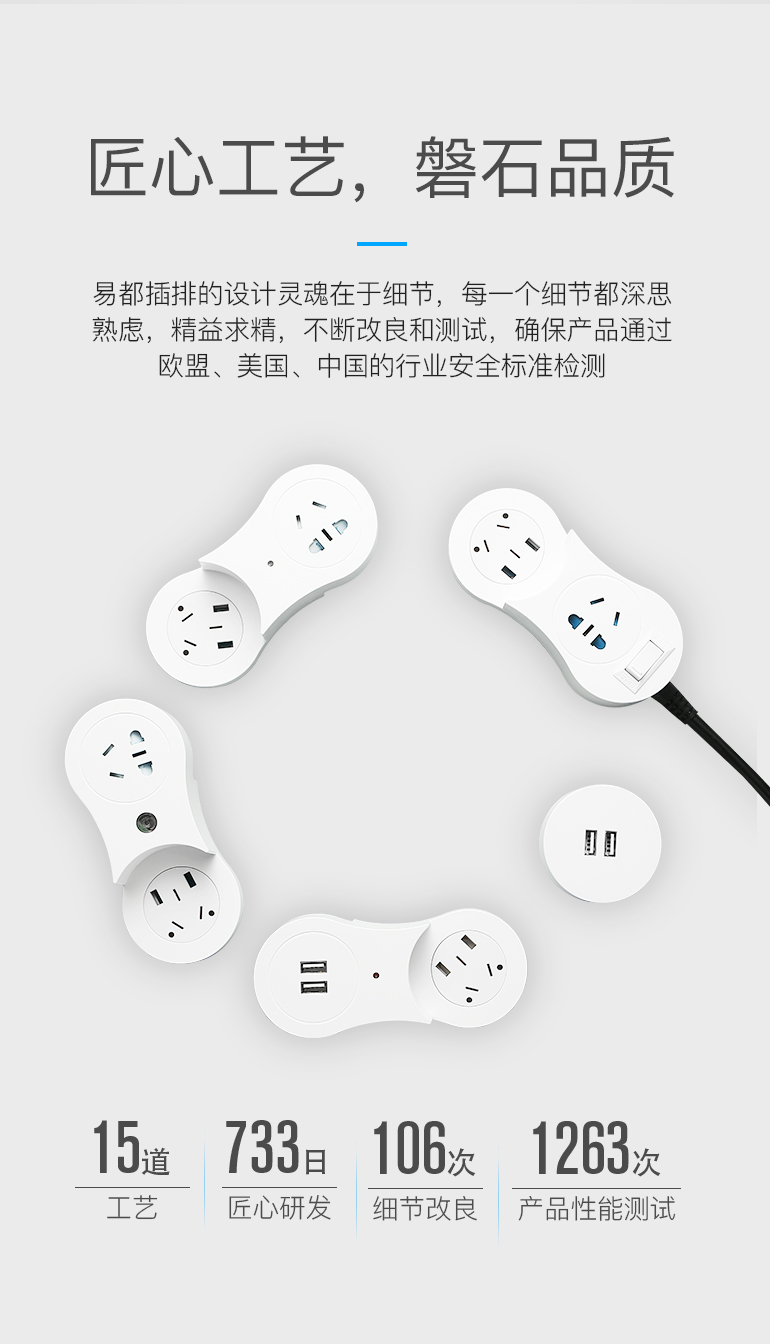 匠心工艺，磐石品质
易都插排的设计灵魂在于细节，每一个细节都深思
熟虑，精益求精，不断改良和测试，确保产品通过
欧盟、美国、中国的行业安全标准检测
15道
工艺
733日
匠心研发
106次
细节改良
1263次
产品性能测试